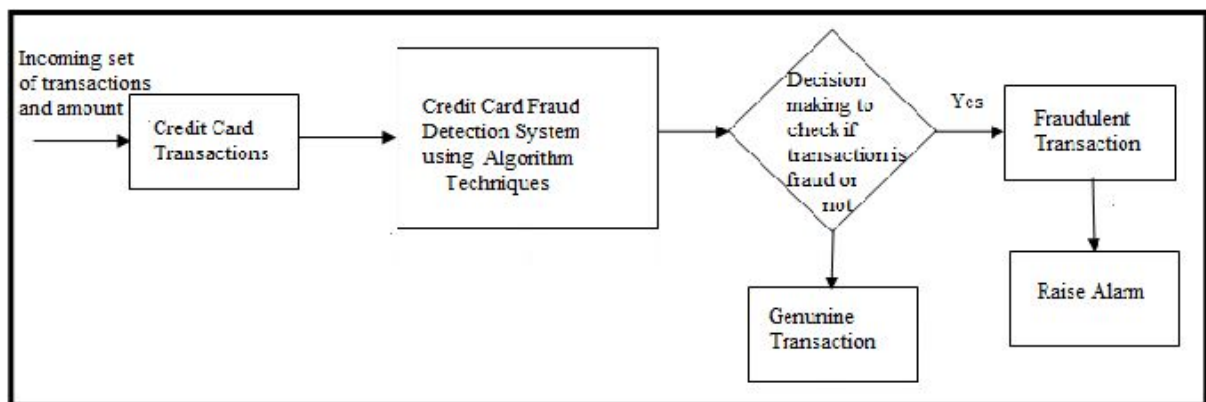 Incoming set
of transactions
and amount
Credit Card
Transactions
Credit Card Fraud
Detection System
using Algorithm
Techniques
Decision
making to
check if
transaction is
fraud or
not
Yes
Fraudulent
Transaction
Raise Alarm
Genunine
Transaction